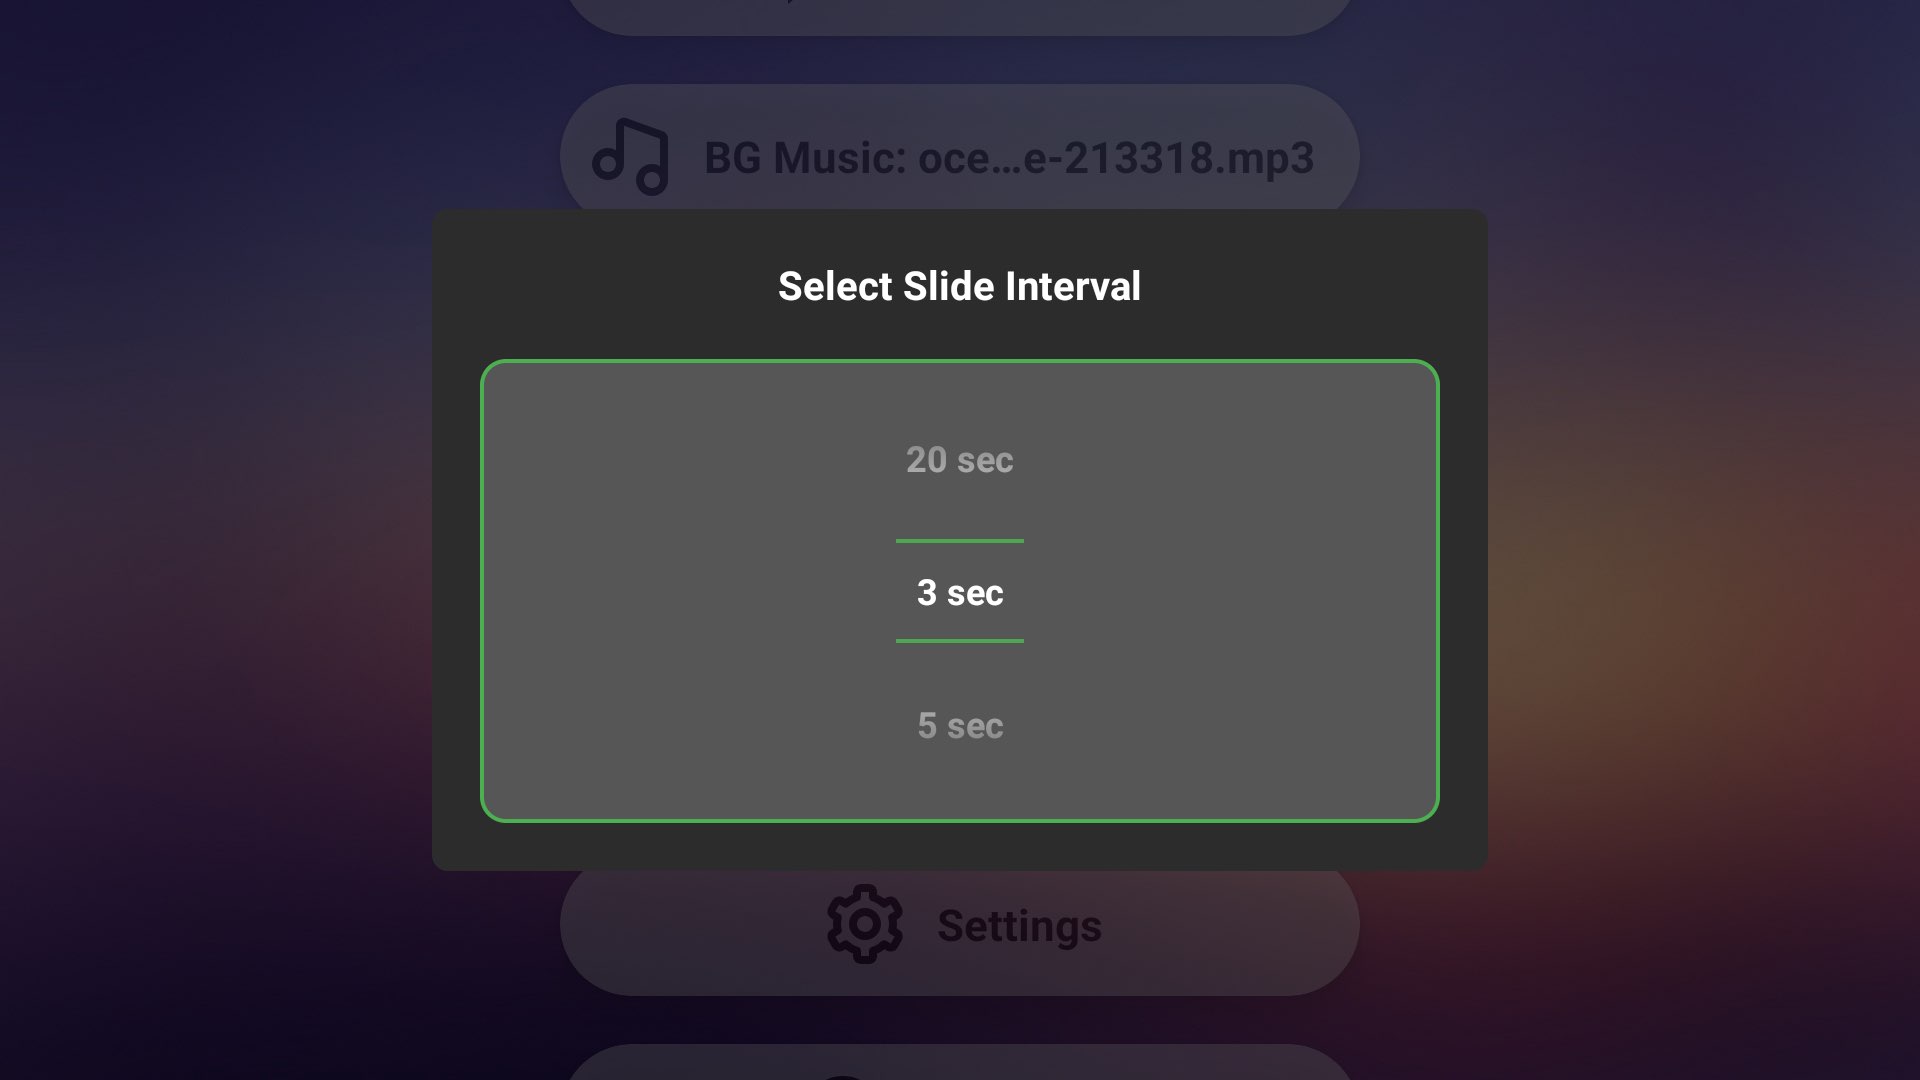 BG Music: oce...e-213318.mp3
Select Slide Interval
20 sec
3 sec
5 sec
Settings